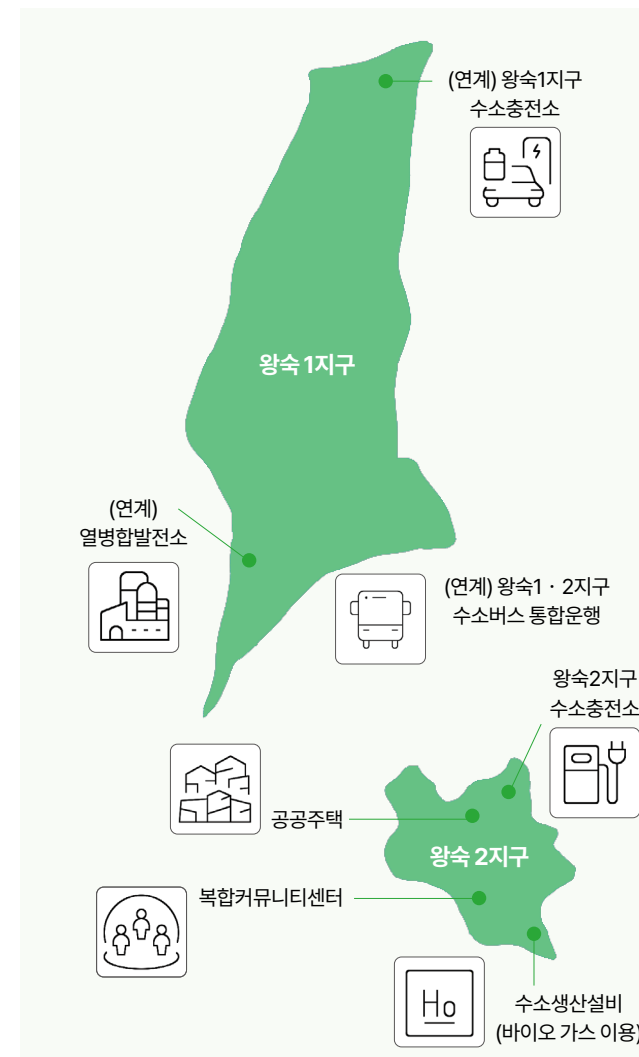 (연계) 왕숙1지구
수소충전소
왕숙 1지구
(연계)
열병합발전소
(연계) 왕숙1 · 2지구
수소버스 통합운행
왕숙2지구
수소충전소
공공주택
왕숙 2지구
복합커뮤니티센터
Ho
수소생산설비
(바이오 가스 이용)